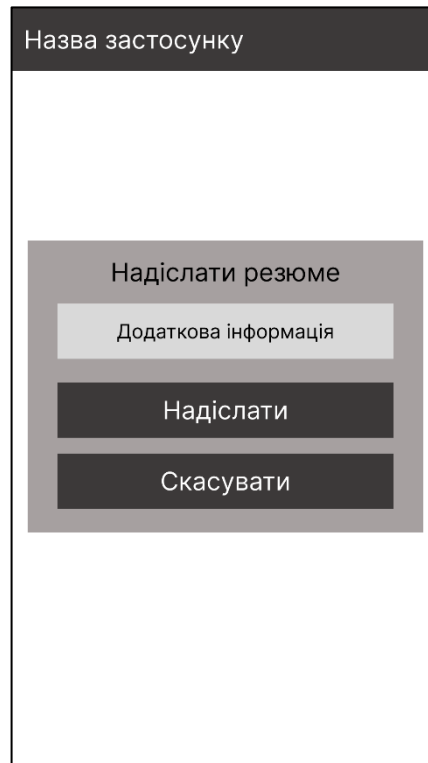 Назва застосунку
Надіслати резюме
Додаткова інформація
Надіслати
Скасувати